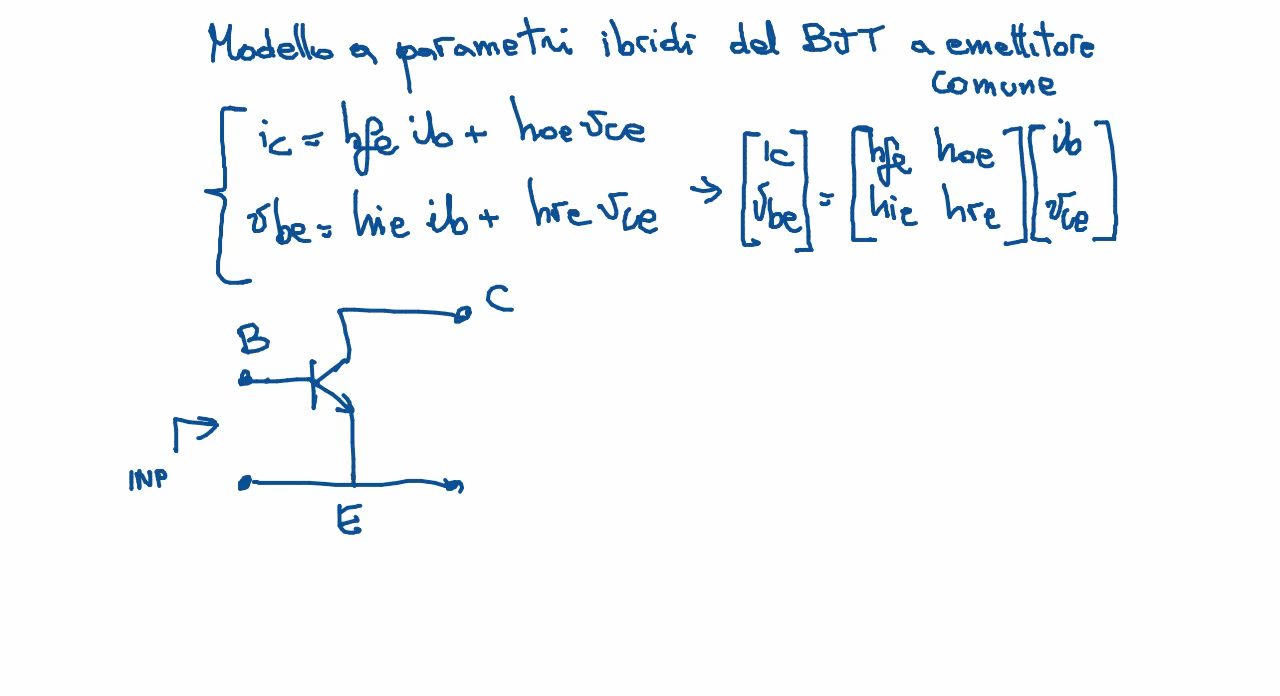 Modello a parametri ibridi del BJT a emettitore
comune
ic = hfe ib + hoe vce
vbe = hie ib + hre vce
→ [ic vbe] = [hfe hoe hie hre] [ib vce]
C
B
INP
E